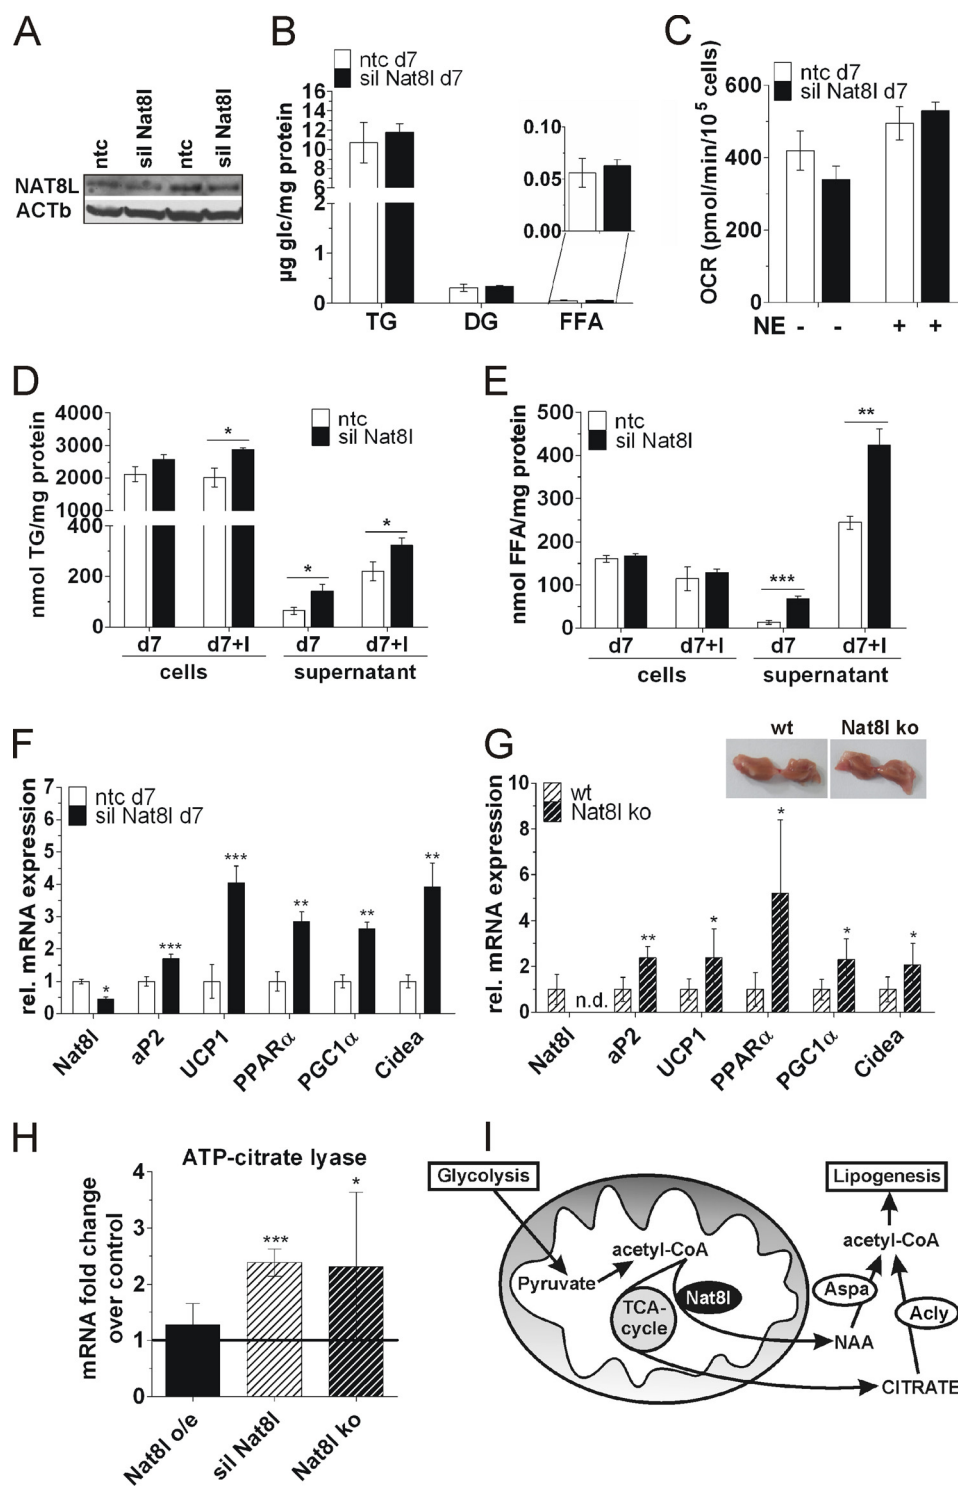 A
ntc
sil Nat8l
ntc
sil Nat8l
NAT8L
ACTb
B
ntc d7
sil Nat8l d7
µg glc/mg protein
16
14
12
10
8
6
2
1
0
0.10
0.05
0.00
TG DG FFA
C
ntc d7
sil Nat8l d7
OCR (pmol/min/10⁵ cells)
600
400
200
0
NE - - + +
D
ntc
sil Nat8l
nmol TG/mg protein
4000
3000
2000
1000
400
200
0
*
*
*
d7 d7+I d7 d7+I
cells supernatant
E
ntc
sil Nat8l
nmol FFA/mg protein
500
400
300
200
100
0
**
***
d7 d7+I d7 d7+I
cells supernatant
F
ntc d7
sil Nat8l d7
rel. mRNA expression
7
6
5
4
3
2
1
0
* *** *** ** ** **
Nat8l aP2 UCP1 PPARα PGC1α Cidea
G
wt Nat8l ko
wt
Nat8l ko
rel. mRNA expression
10
8
6
4
2
0
n.d. ** * * * *
Nat8l aP2 UCP1 PPARα PGC1α Cidea
H
ATP-citrate lyase
mRNA fold change
over control
4
3
2
1
0
*** *
Nat8l o/e sil Nat8l Nat8l ko
I
Glycolysis
Lipogenesis
acetyl-CoA
acetyl-CoA
Pyruvate
Nat8l
Aspa
TCA-
cycle
Acly
NAA
CITRATE